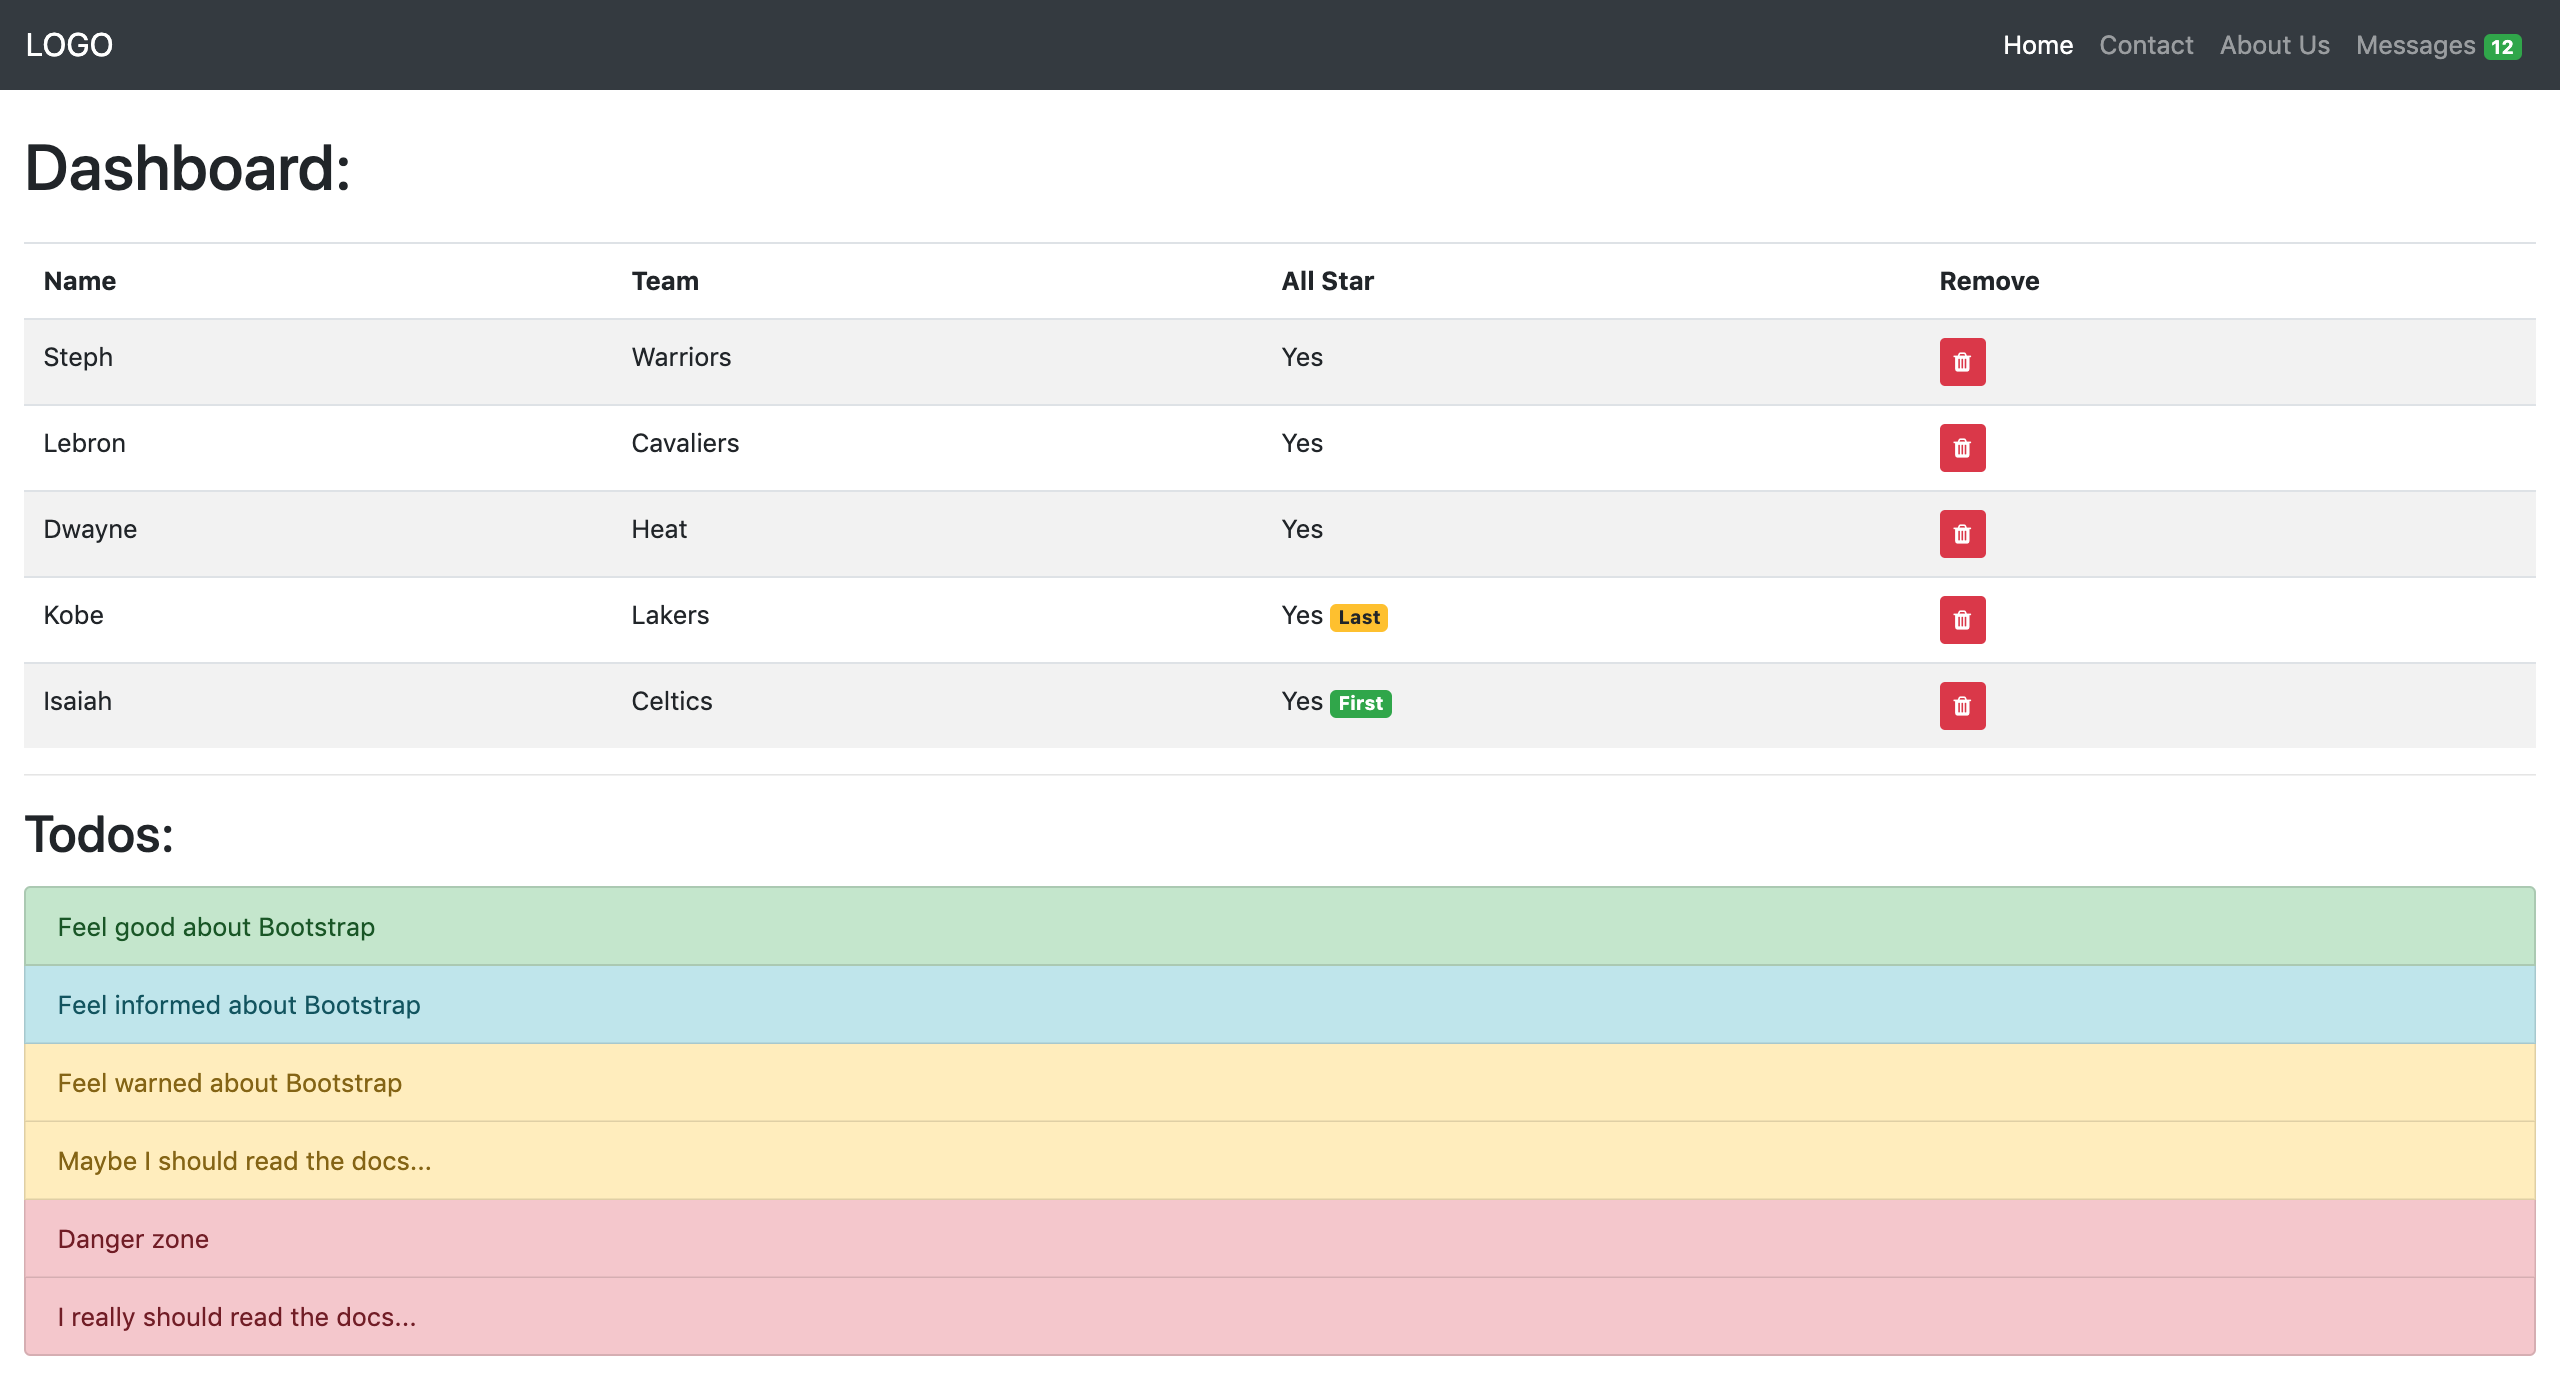 LOGO Home Contact About Us Messages 12
Dashboard:
Name Team All Star Remove
Steph Warriors Yes
Lebron Cavaliers Yes
Dwayne Heat Yes
Kobe Lakers Yes Last
Isaiah Celtics Yes First
Todos:
Feel good about Bootstrap
Feel informed about Bootstrap
Feel warned about Bootstrap
Maybe I should read the docs...
Danger zone
I really should read the docs...